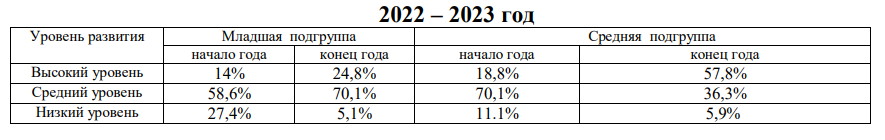 2022 – 2023 год
Уровень развития Младшая подгруппа Средняя подгруппа
начало года конец года начало года конец года
Высокий уровень 14% 24,8% 18,8% 57,8%
Средний уровень 58,6% 70,1% 70,1% 36,3%
Низкий уровень 27,4% 5,1% 11.1% 5,9%